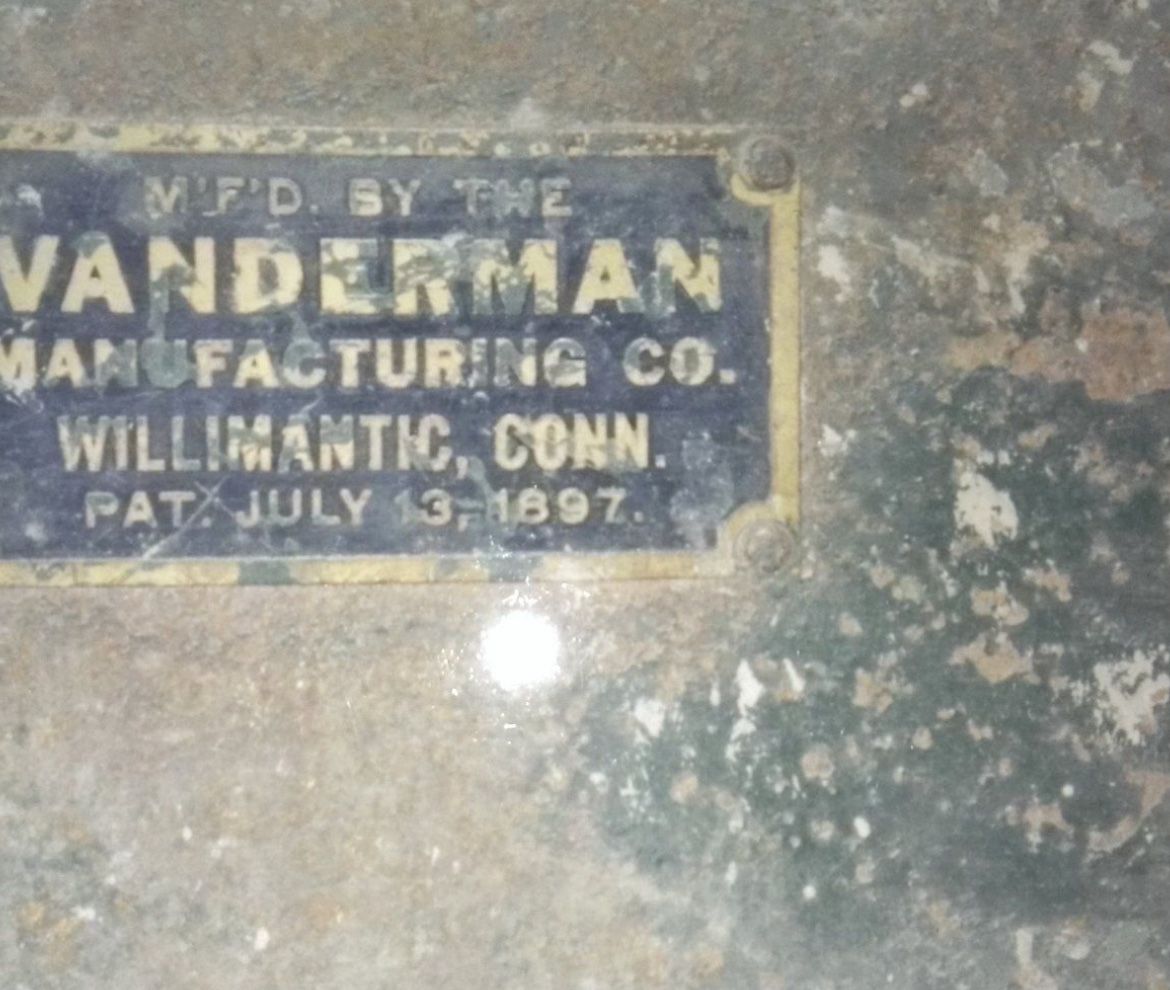 M'F'D. BY THE
VANDERMAN
MANUFACTURING CO.
WILLIMANTIC, CONN.
PAT. JULY 13, 1897.